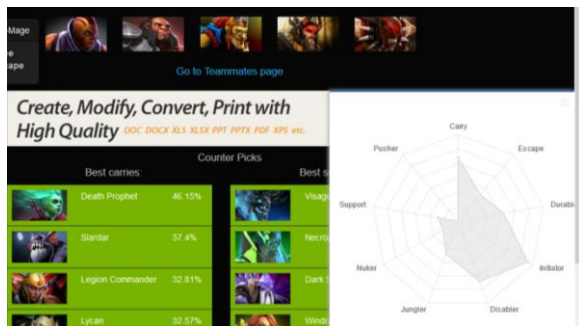 -Mage
ape
Go to Teammates page
Create, Modify, Convert, Print with
High Quality DOC DOCX XLS XLSX PPT PPTX PDF XPS etc.
Counter Picks
Best carries:
Best s
Death Prophet 46.15%
Slardar 37.4%
Legion Commander 32.81%
Lycan 32.57%
Visag
Necro
Dark S
Windr
Carry
Escape
Durable
Initiator
Disabler
Jungler
Nuker
Support
Pusher